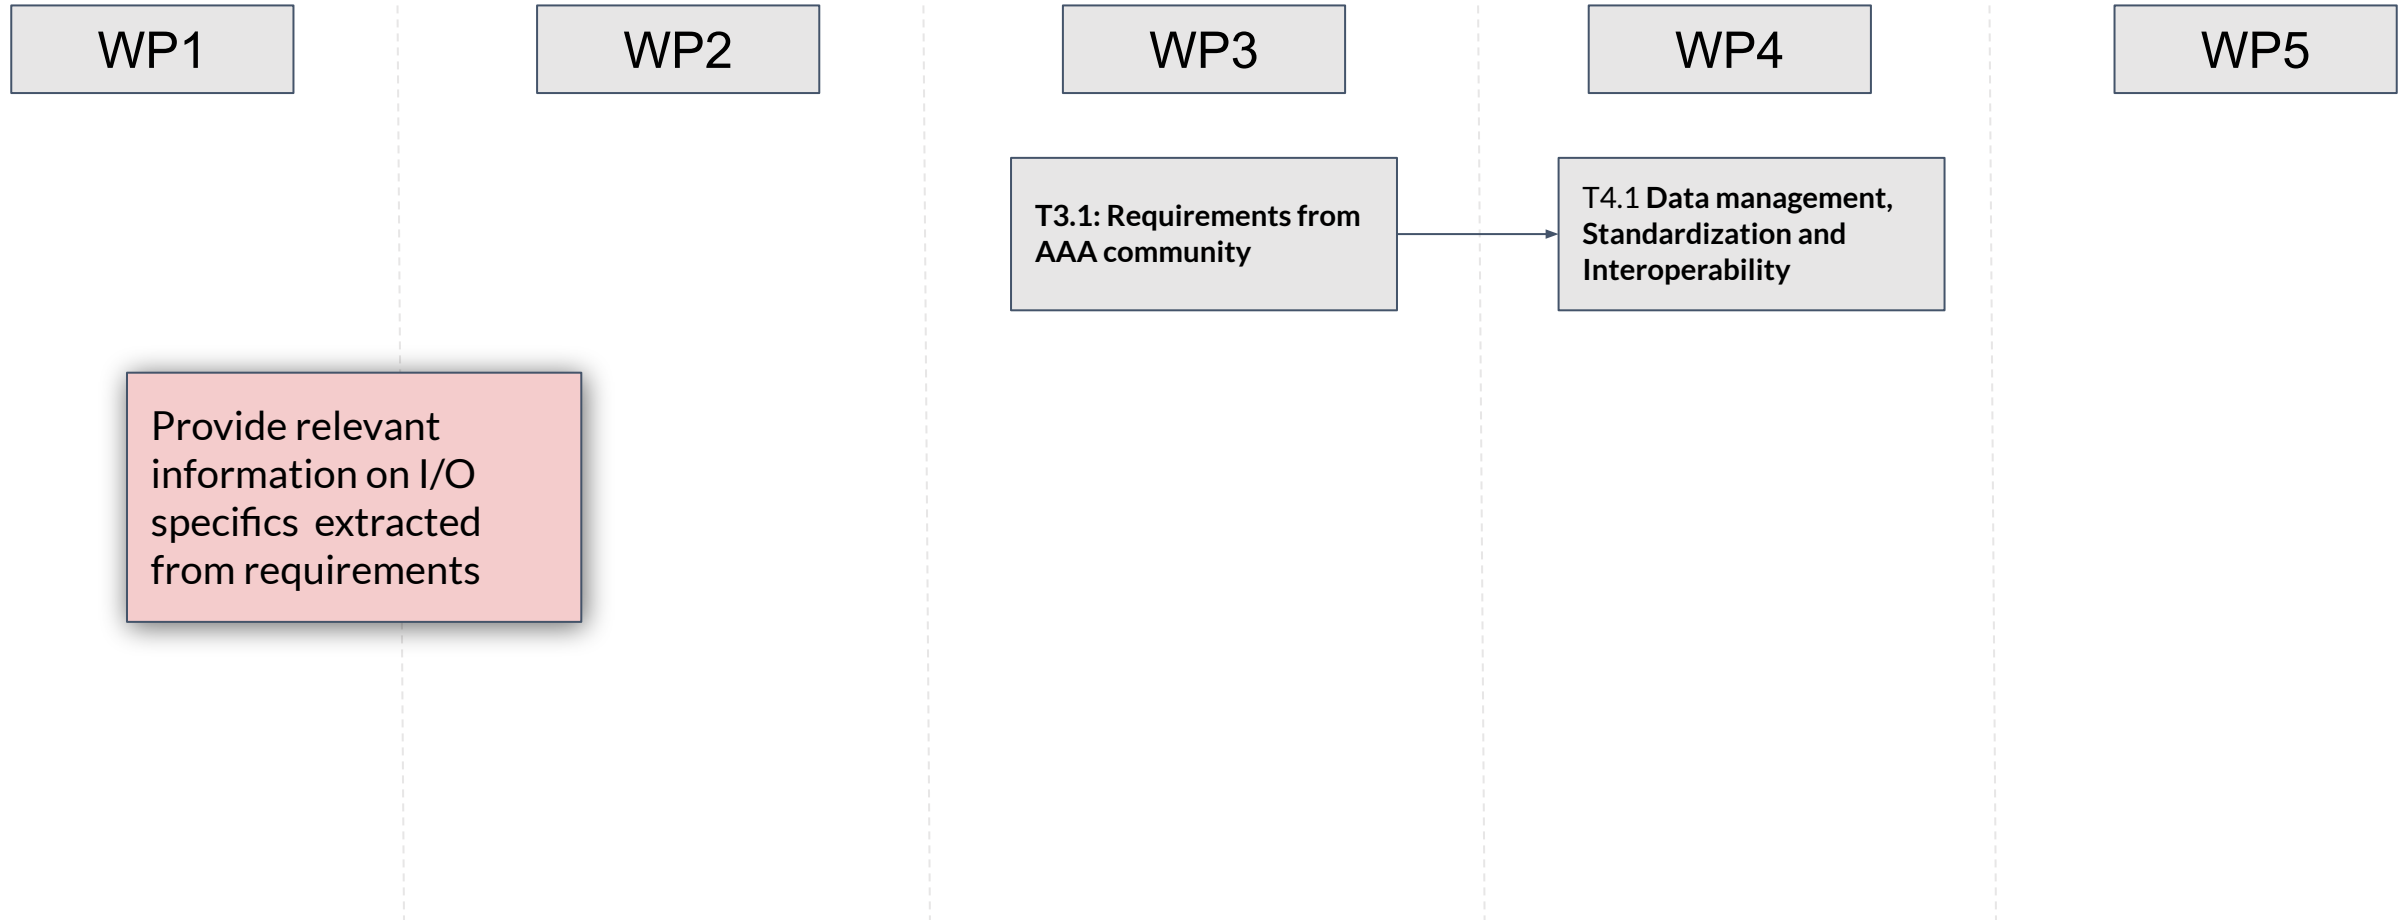 WP1
WP2
WP3
WP4
WP5
T3.1: Requirements from
AAA community
T4.1 Data management,
Standardization and
Interoperability
Provide relevant
information on I/O
specifics  extracted
from requirements